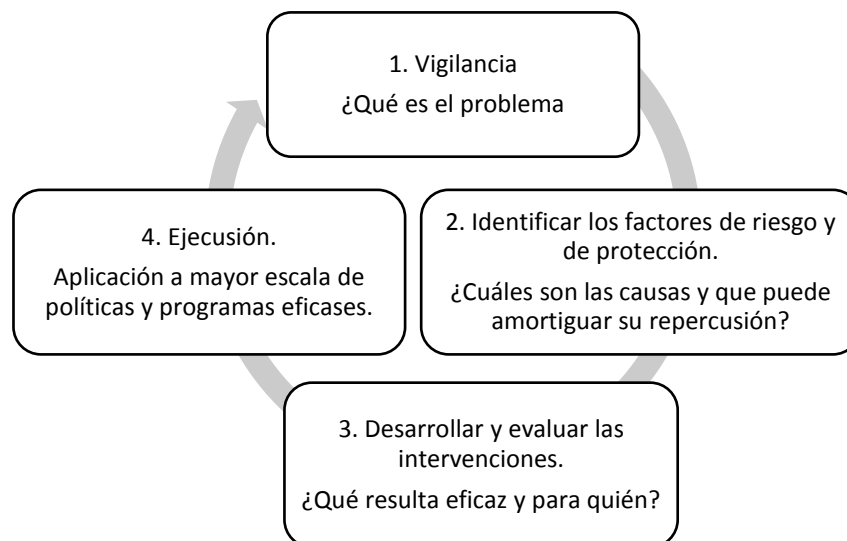 1. Vigilancia
¿Qué es el problema
2. Identificar los factores de riesgo y
de protección.
¿Cuáles son las causas y que puede
amortiguar su repercusión?
3. Desarrollar y evaluar las
intervenciones.
¿Qué resulta eficaz y para quién?
4. Ejecusión.
Aplicación a mayor escala de
políticas y programas eficases.